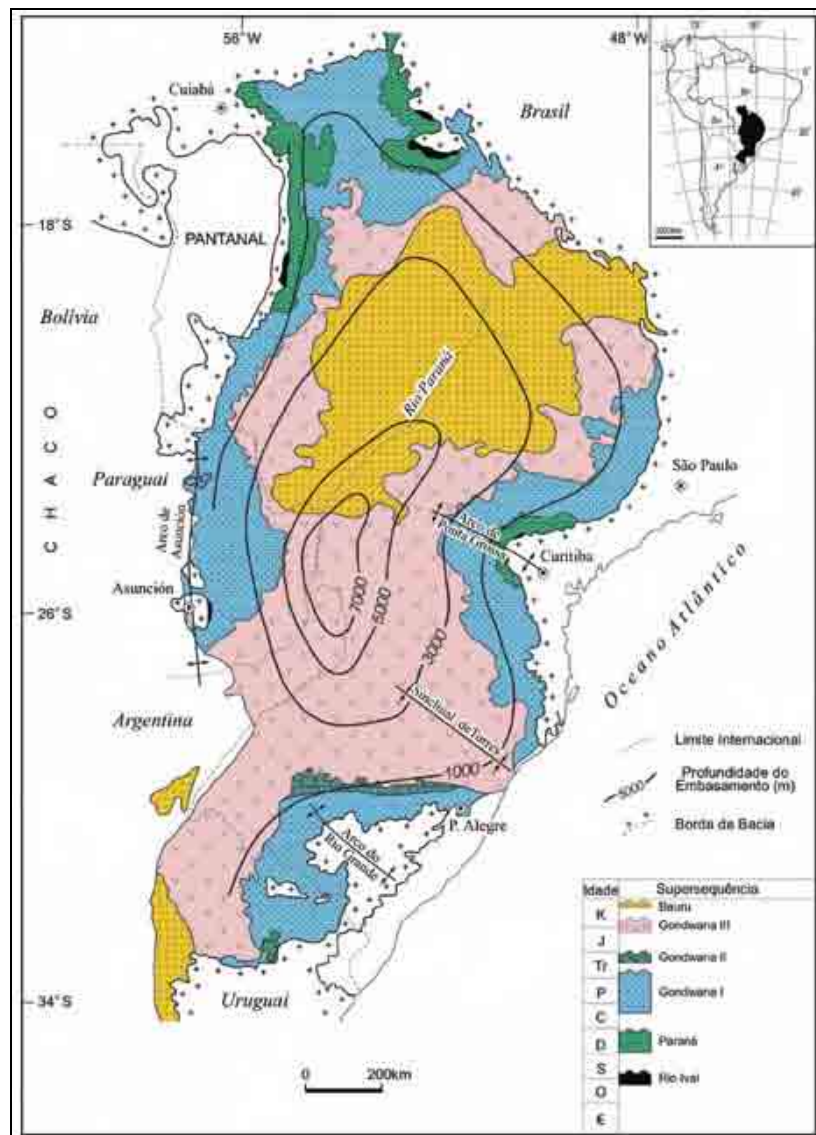 56°W
48°W
Cuiabá
Brasil
18°S
PANTANAL
Bolívia
Rio Paraná
CHACO
São Paulo
Paraguai
Arco de
Asunción
Arco de
Ponta Grossa
Curitiba
Asunción
26°S
7000
5000
3000
Oceano Atlântico
Argentina
Sinclinal de Torres
1000
P. Alegre
Arco do
Rio Grande
Limite Internacional
5000
Profundidade do
Embasamento (m)
Borda da Bacia
Idade Supersequência
K Bauru
Gondwana III
J
Tr Gondwana II
P Gondwana I
C
D Paraná
S
Rio Ivaí
O
Є
34°S
Uruguai
0 200km